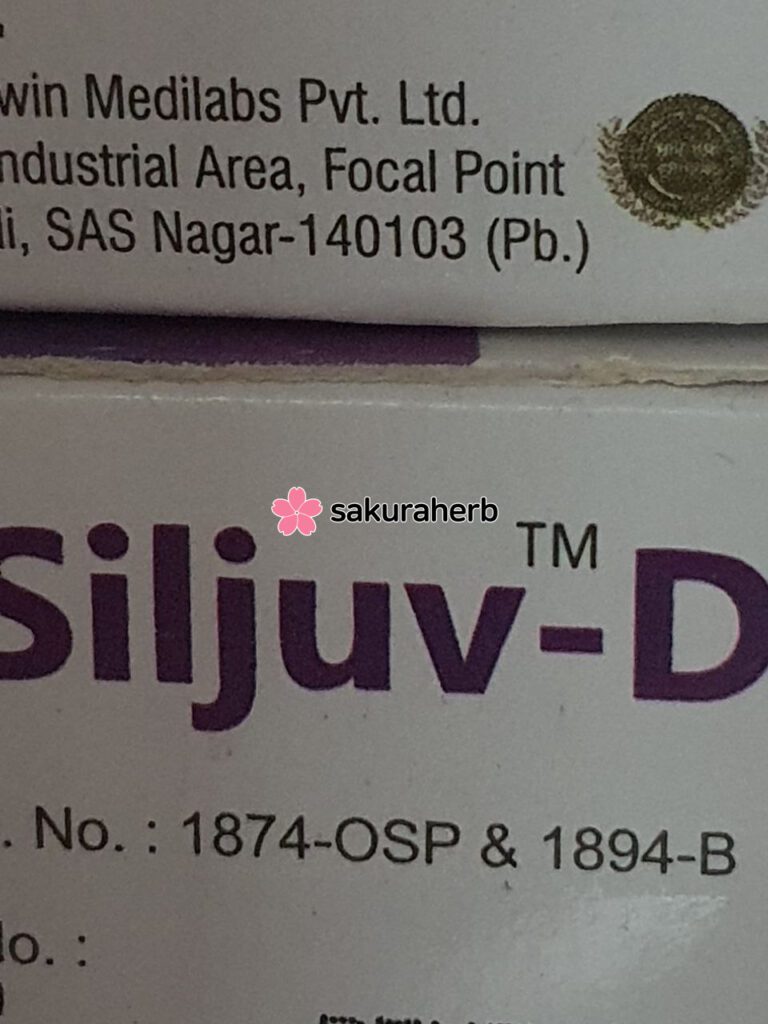 win Medilabs Pvt. Ltd.
ndustrial Area, Focal Point
li, SAS Nagar-140103 (Pb.)
sakuraherb
Siljuv-D
TM
. No. : 1874-OSP & 1894-B
No. :